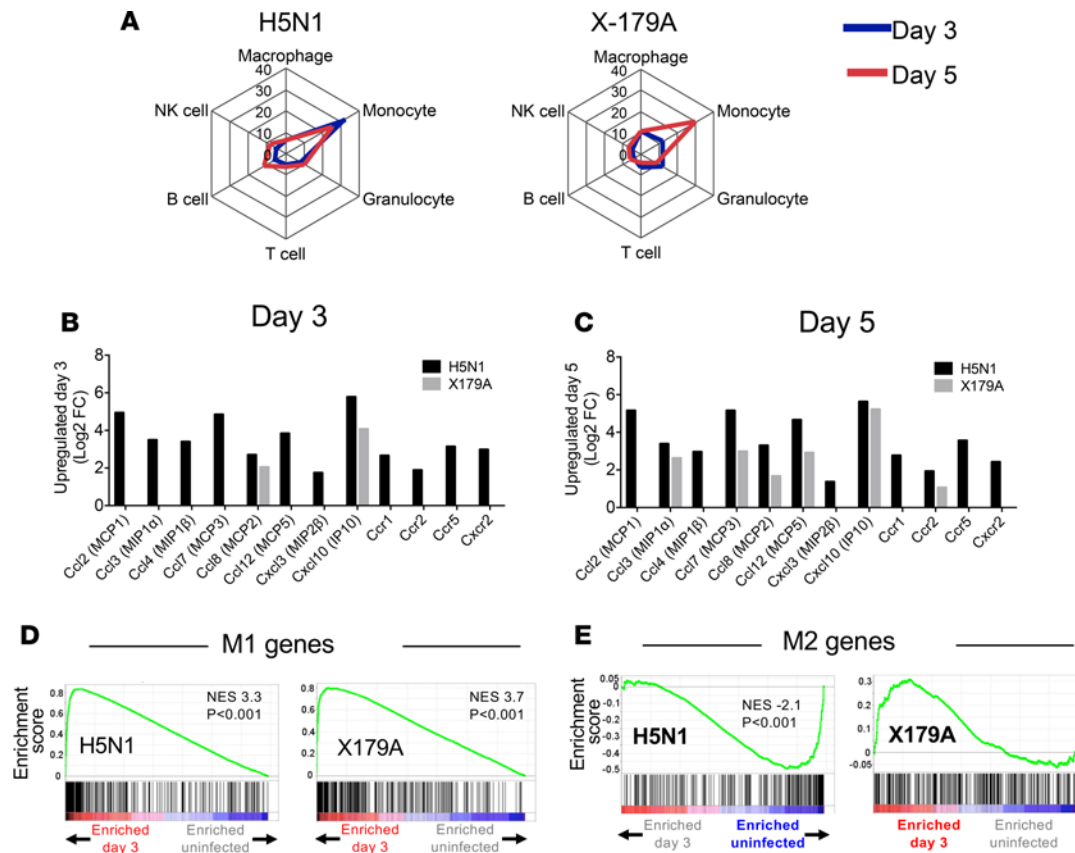 A
H5N1
X-179A
Day 3
Day 5
Macrophage
40
30
20
10
0
NK cell
Monocyte
B cell
Granulocyte
T cell
Macrophage
40
30
20
10
0
NK cell
Monocyte
B cell
Granulocyte
T cell
B
Day 3
Upregulated day 3
(Log2 FC)
8
6
4
2
0
H5N1
X179A
Ccl2 (MCP1)
Ccl3 (MIP1α)
Ccl4 (MIP1β)
Ccl7 (MCP3)
Ccl8 (MCP2)
Ccl12 (MCP5)
Cxcl3 (MIP2β)
Cxcl10 (IP10)
Ccr1
Ccr2
Ccr5
Cxcr2
C
Day 5
Upregulated day 5
(Log2 FC)
8
6
4
2
0
H5N1
X179A
Ccl2 (MCP1)
Ccl3 (MIP1α)
Ccl4 (MIP1β)
Ccl7 (MCP3)
Ccl8 (MCP2)
Ccl12 (MCP5)
Cxcl3 (MIP2β)
Cxcl10 (IP10)
Ccr1
Ccr2
Ccr5
Cxcr2
D
M1 genes
Enrichment
score
0.8
0.6
0.4
0.2
0
NES 3.3
P<0.001
H5N1
Enriched
day 3
Enriched
uninfected
0.8
0.6
0.4
0.2
0
NES 3.7
P<0.001
X179A
Enriched
day 3
Enriched
uninfected
E
M2 genes
Enrichment
score
0.05
0
-0.1
-0.2
-0.3
-0.4
-0.5
NES -2.1
P<0.001
H5N1
Enriched
day 3
Enriched
uninfected
0.3
0.2
0.1
0
-0.05
X179A
Enriched
day 3
Enriched
uninfected